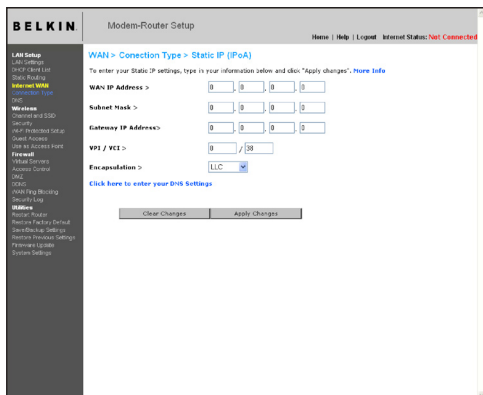 BELKIN.
Modem-Router Setup
Home | Help | Logout Internet Status: Not Connected
LAN Setup
LAN Settings
DHCP Client List
Static Routing
Internet WAN
Connection Type
DNS
Wireless
Channel and SSID
Security
Wi-Fi Protected Setup
Guest Access
Use as Access Point
Firewall
Virtual Servers
Access Control
DMZ
DDNS
WAN Ping Blocking
Security Log
Utilities
Restart Router
Restore Factory Default
Save/Backup Settings
Restore Previous Settings
Firmware Update
System Settings
WAN > Conection Type > Static IP (IPoA)
To enter your Static IP settings, type in your information below and click "Apply changes". More Info
WAN IP Address > 0 . 0 . 0 . 0
Subnet Mask > 0 . 0 . 0 . 0
Gateway IP Address> 0 . 0 . 0 . 0
VPI / VCI > 0 / 38
Encapsulation > LLC
Click here to enter your DNS Settings
Clear Changes Apply Changes